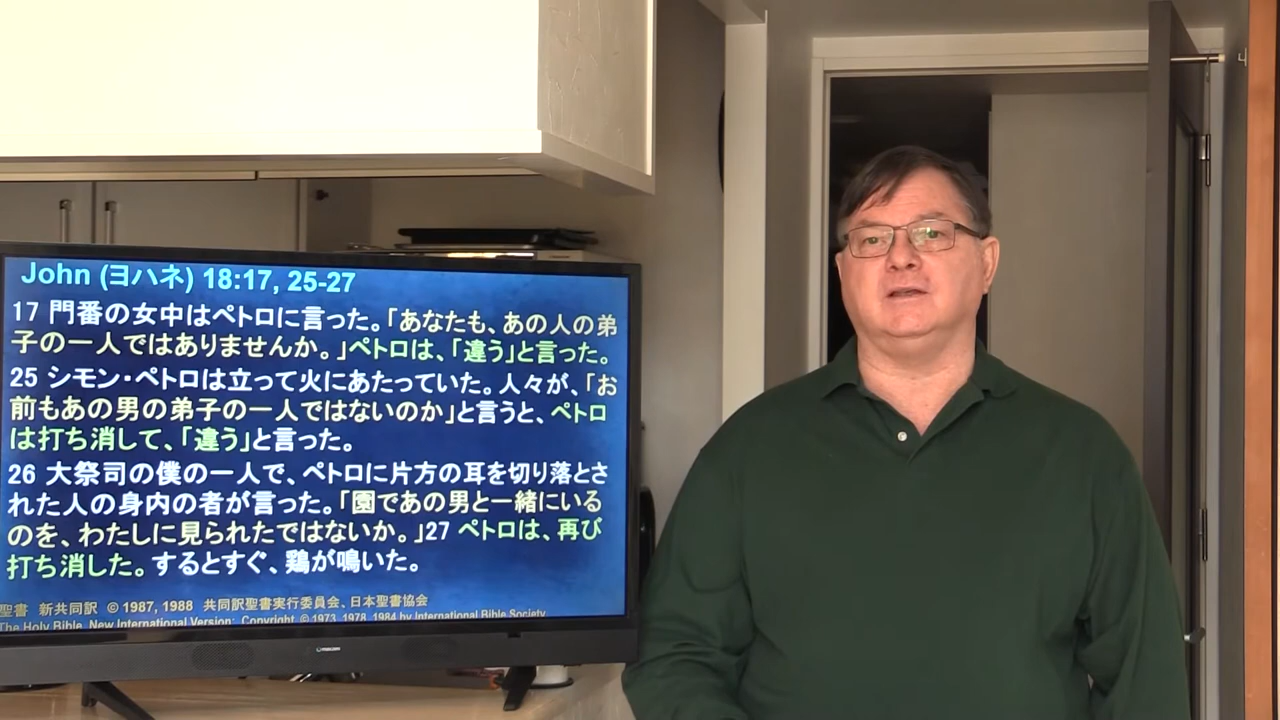 John (ヨハネ) 18:17, 25-27
17 門番の女中はペトロに言った。「あなたも、あの人の弟
子の一人ではありませんか。」ペトロは、「違う」と言った。
25 シモン・ペトロは立って火にあたっていた。人々が、「お
前もあの男の弟子の一人ではないのか」と言うと、ペトロ
は打ち消して、「違う」と言った。
26 大祭司の僕の一人で、ペトロに片方の耳を切り落とさ
れた人の身内の者が言った。「園であの男と一緒にいる
のを、わたしに見られたではないか。」27 ペトロは、再び
打ち消した。するとすぐ、鶏が鳴いた。
聖書 新共同訳 © 1987, 1988 共同訳聖書実行委員会、日本聖書協会
The Holy Bible, New International Version: Copyright © 1973, 1978, 1984 by International Bible Society